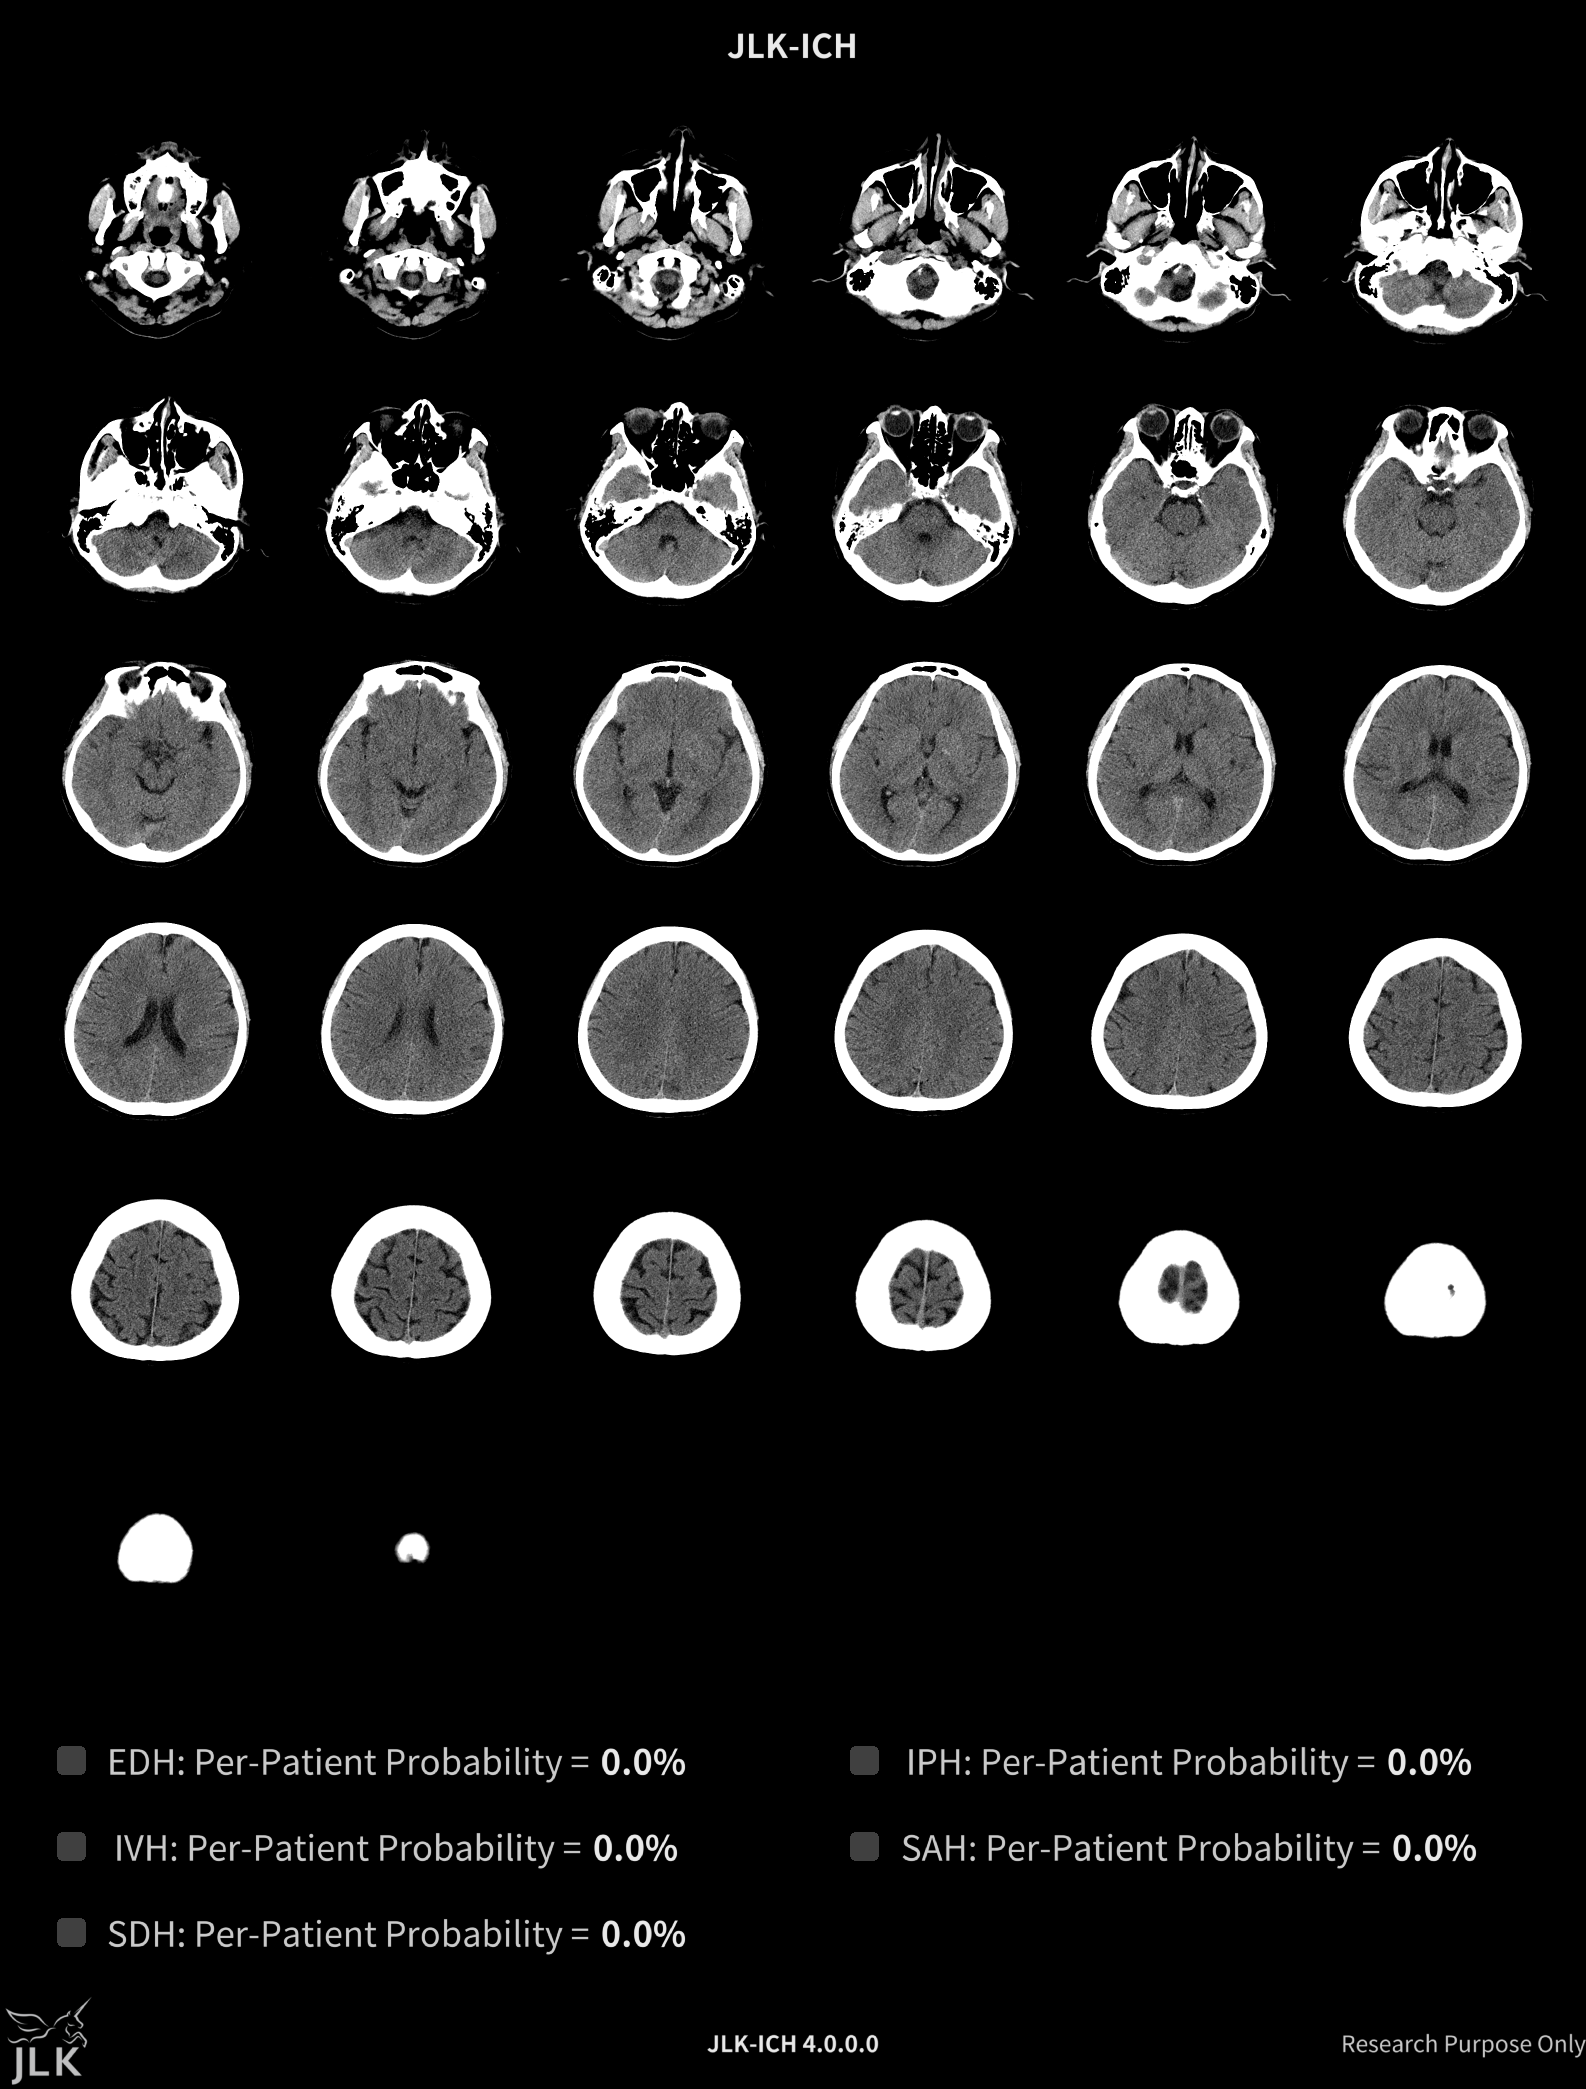 JLK-ICH
EDH: Per-Patient Probability = 0.0%
IPH: Per-Patient Probability = 0.0%
IVH: Per-Patient Probability = 0.0%
SAH: Per-Patient Probability = 0.0%
SDH: Per-Patient Probability = 0.0%
JLK
JLK-ICH 4.0.0.0
Research Purpose Only